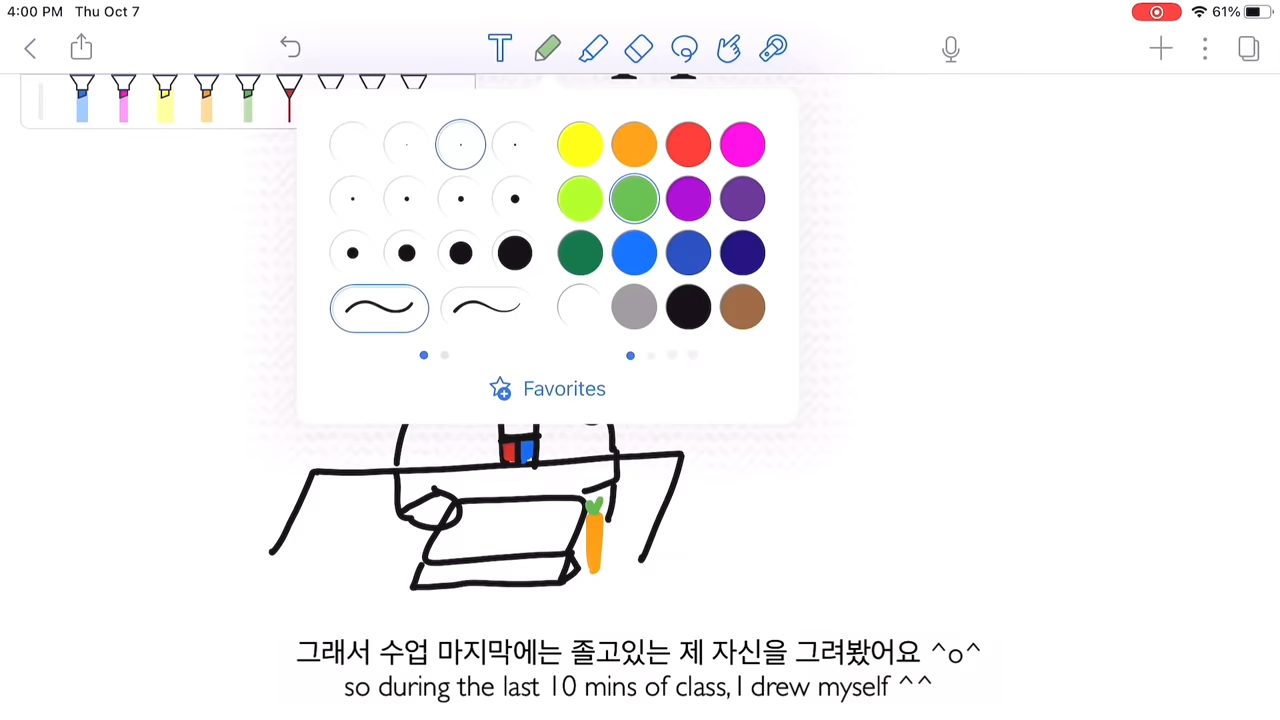 4:00 PM Thu Oct 7
61%
T
Favorites
그래서 수업 마지막에는 졸고있는 제 자신을 그려봤어요 ^o^
so during the last 10 mins of class, I drew myself ^^